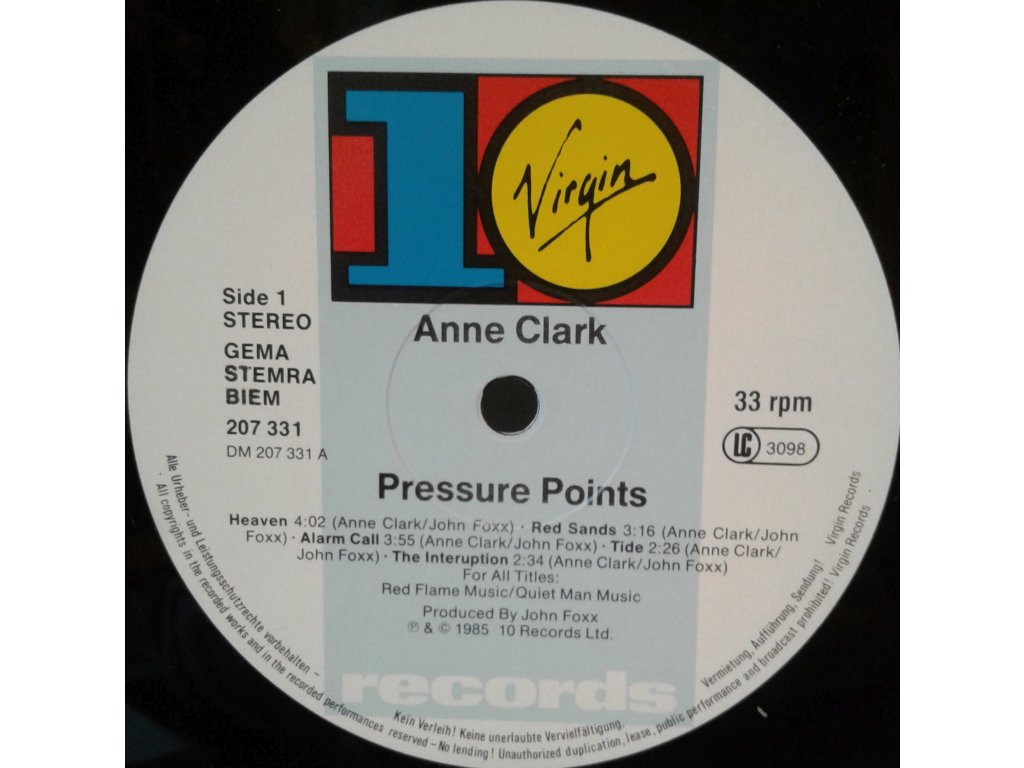 10
Virgin
Anne Clark
Side 1
STEREO
GEMA
STEMRA
BIEM
207 331
DM 207 331 A
33 rpm
LC 3098
Pressure Points
Heaven 4:02 (Anne Clark/John Foxx) · Red Sands 3:16 (Anne Clark/John
Foxx) · Alarm Call 3:55 (Anne Clark/John Foxx) · Tide 2:26 (Anne Clark/
John Foxx) · The Interuption 2:34 (Anne Clark/John Foxx)
For All Titles:
Red Flame Music/Quiet Man Music
Produced By John Foxx
℗ & © 1985 10 Records Ltd.
records
Alle Urheber- und Leistungsschutzrechte vorbehalten – Kein Verleih! Keine unerlaubte Vervielfältigung, Vermietung, Aufführung, Sendung! Virgin Records
· All copyrights in the recorded works and in the recorded performances reserved – No lending! Unauthorized duplication, lease, public performance and broadcast prohibited! Virgin Records ·